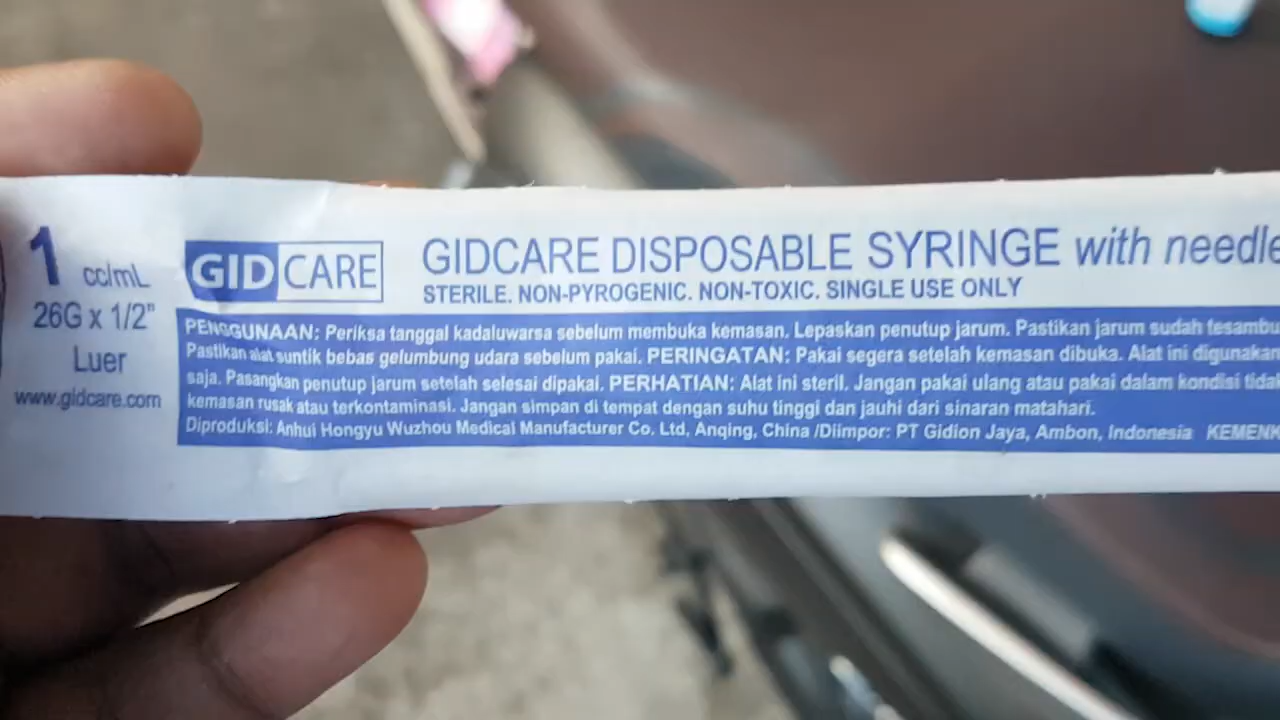 1 cc/mL
26G x 1/2"
Luer
www.gidcare.com
GIDCARE
GIDCARE DISPOSABLE SYRINGE with needle
STERILE. NON-PYROGENIC. NON-TOXIC. SINGLE USE ONLY
PENGGUNAAN: Periksa tanggal kadaluwarsa sebelum membuka kemasan. Lepaskan penutup jarum. Pastikan jarum sudah tesambu
Pastikan alat suntik bebas gelumbung udara sebelum pakai. PERINGATAN: Pakai segera setelah kemasan dibuka. Alat ini digunakan
saja. Pasangkan penutup jarum setelah selesai dipakai. PERHATIAN: Alat ini steril. Jangan pakai ulang atau pakai dalam kondisi tidak
kemasan rusak atau terkontaminasi. Jangan simpan di tempat dengan suhu tinggi dan jauhi dari sinaran matahari.
Diproduksi: Anhui Hongyu Wuzhou Medical Manufacturer Co. Ltd, Anqing, China /Diimpor: PT Gidion Jaya, Ambon, Indonesia KEMENK